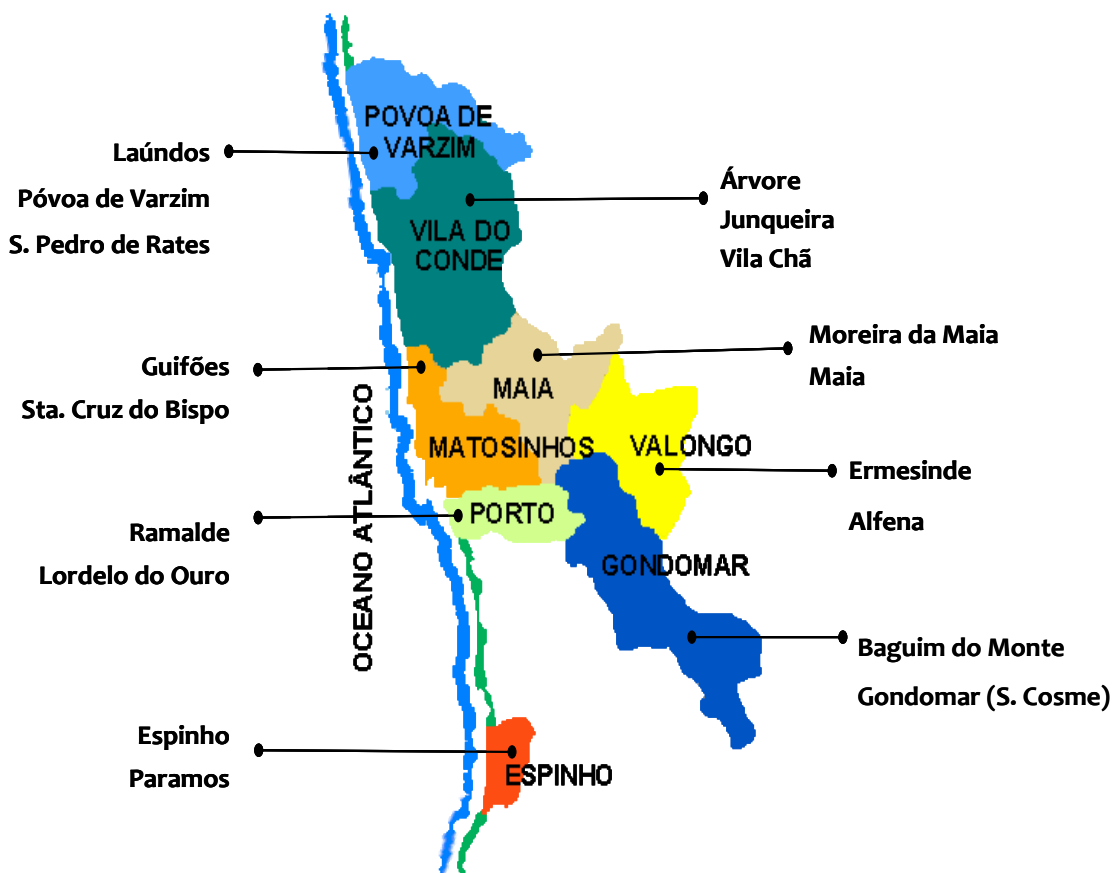 POVOA DE
VARZIM
Laúndos
Póvoa de Varzim
S. Pedro de Rates
Árvore
Junqueira
Vila Chã
VILA DO
CONDE
Moreira da Maia
Maia
Guifões
Sta. Cruz do Bispo
MAIA
OCEANO ATLÂNTICO
MATOSINHOS
VALONGO
Ermesinde
Alfena
PORTO
Ramalde
Lordelo do Ouro
GONDOMAR
Baguim do Monte
Gondomar (S. Cosme)
Espinho
Paramos
ESPINHO